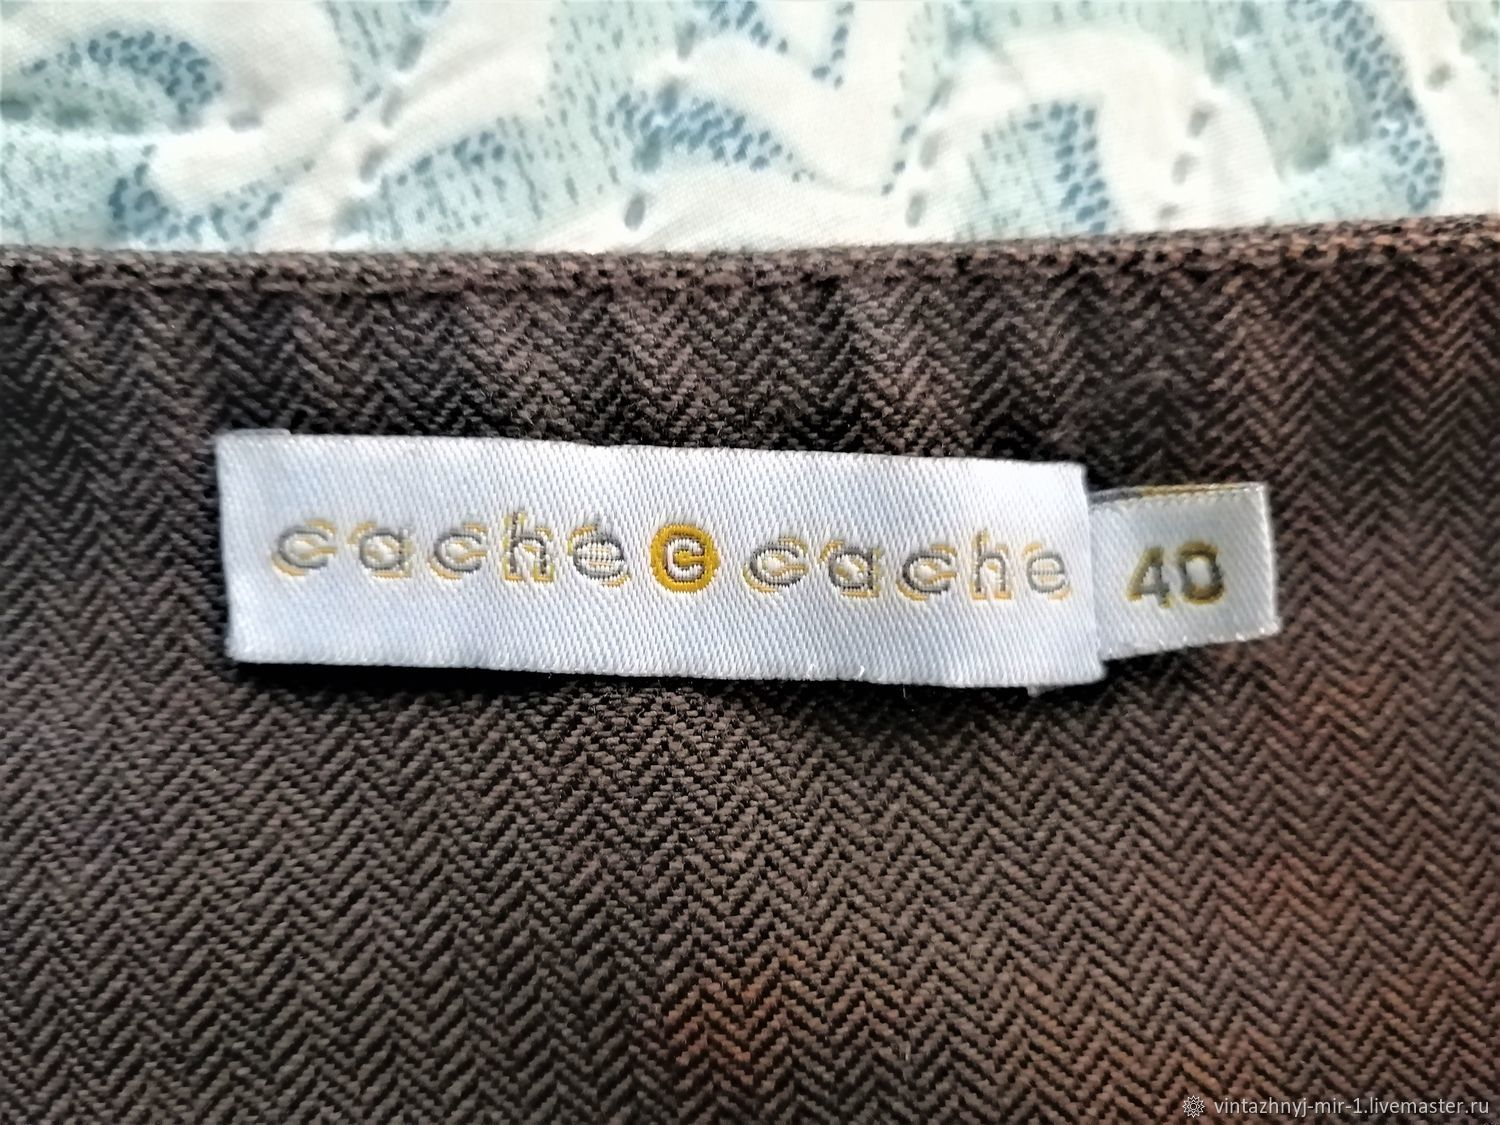 cache c cache 40
vintazhnyj-mir-1.livemaster.ru